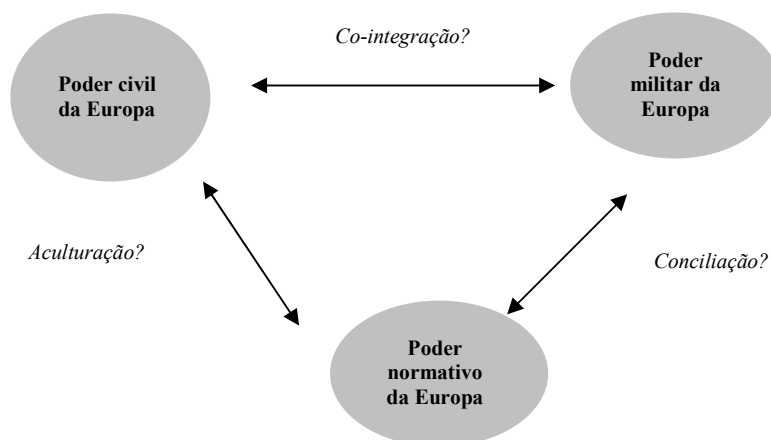 Co-integração?
Poder civil
da Europa
Poder
militar da
Europa
Aculturação?
Conciliação?
Poder
normativo
da Europa